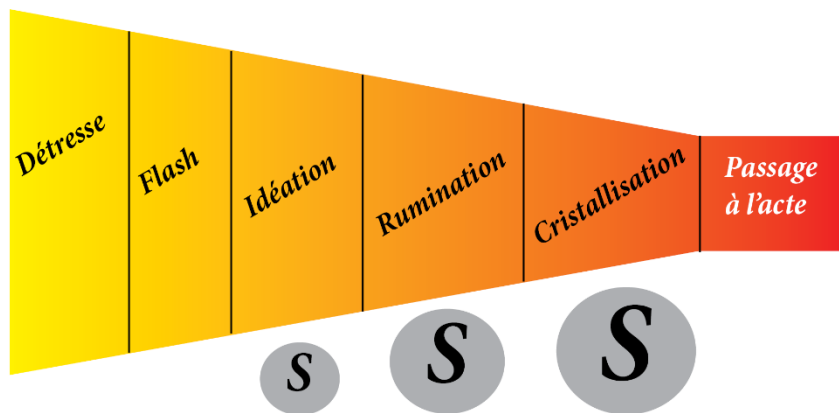 Détresse
Flash
Idéation
Rumination
Cristallisation
Passage
à l’acte
S
S
S